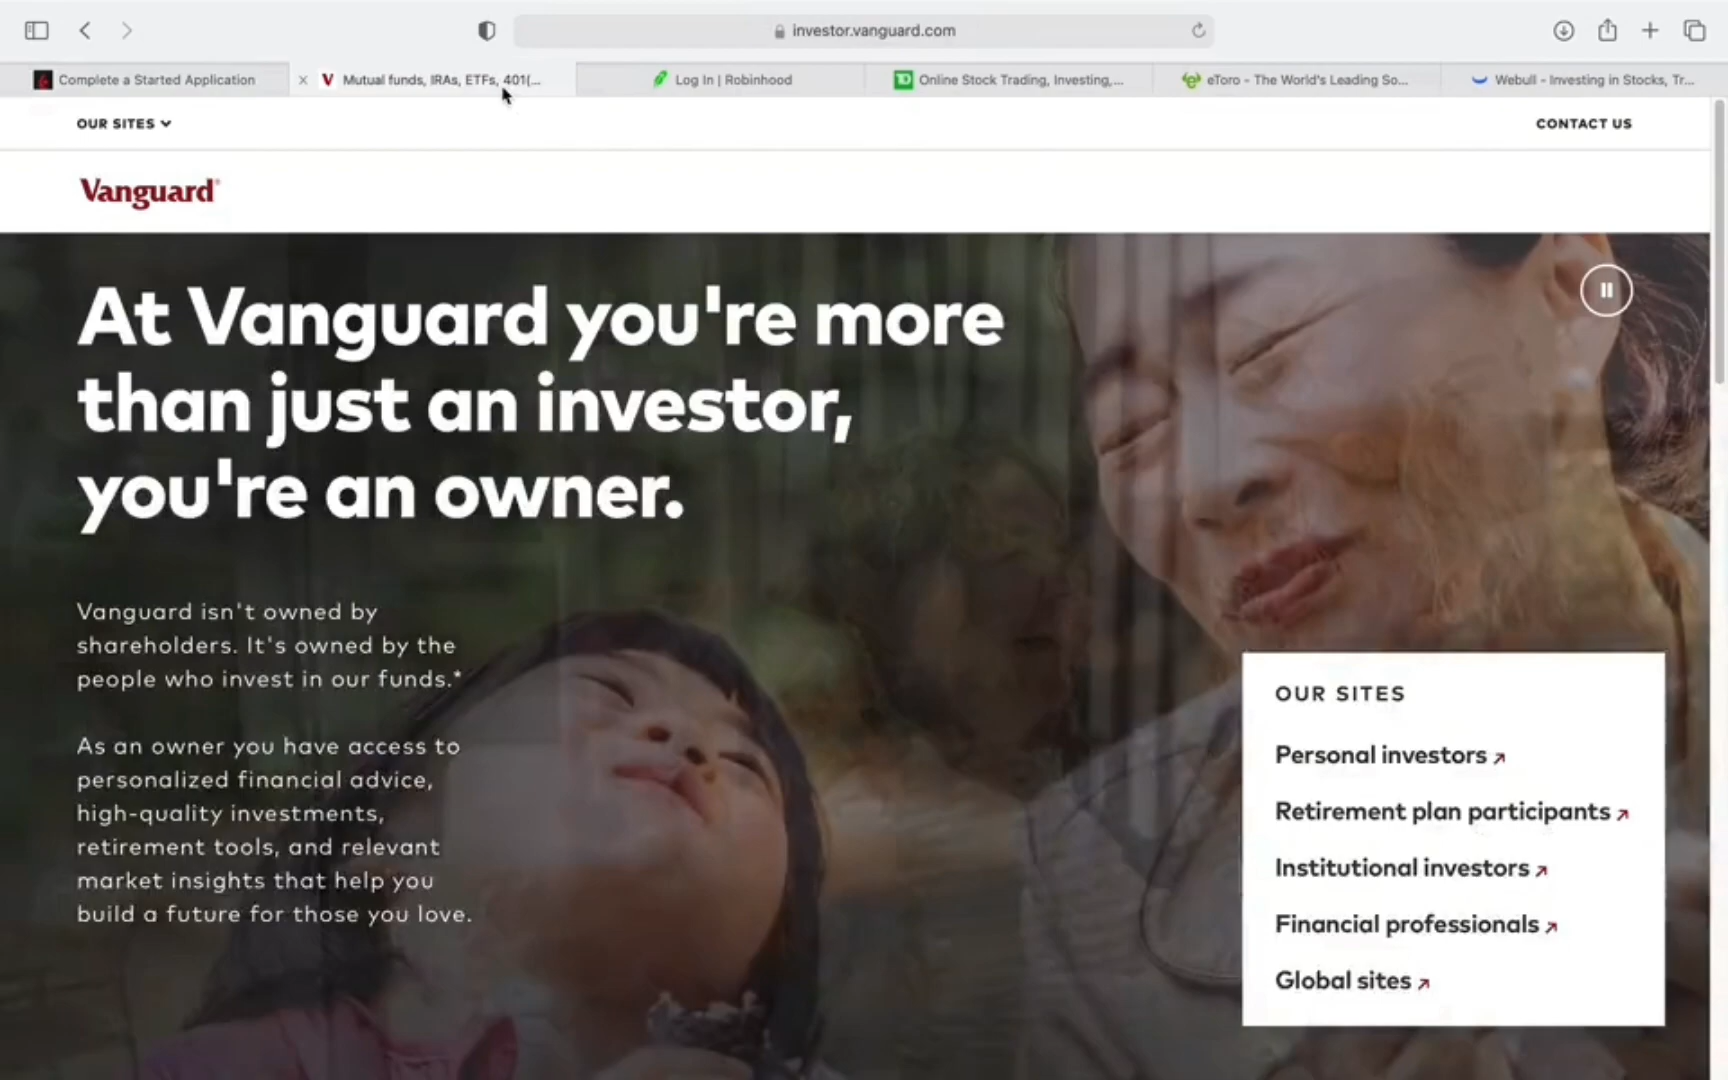 investor.vanguard.com
Complete a Started Application
Mutual funds, IRAs, ETFs, 401(...
Log In | Robinhood
Online Stock Trading, Investing,...
eToro - The World's Leading So...
Webull - Investing in Stocks, Tr...
OUR SITES
CONTACT US
Vanguard
At Vanguard you're more
than just an investor,
you're an owner.
Vanguard isn't owned by
shareholders. It's owned by the
people who invest in our funds.*
As an owner you have access to
personalized financial advice,
high-quality investments,
retirement tools, and relevant
market insights that help you
build a future for those you love.
OUR SITES
Personal investors
Retirement plan participants
Institutional investors
Financial professionals
Global sites